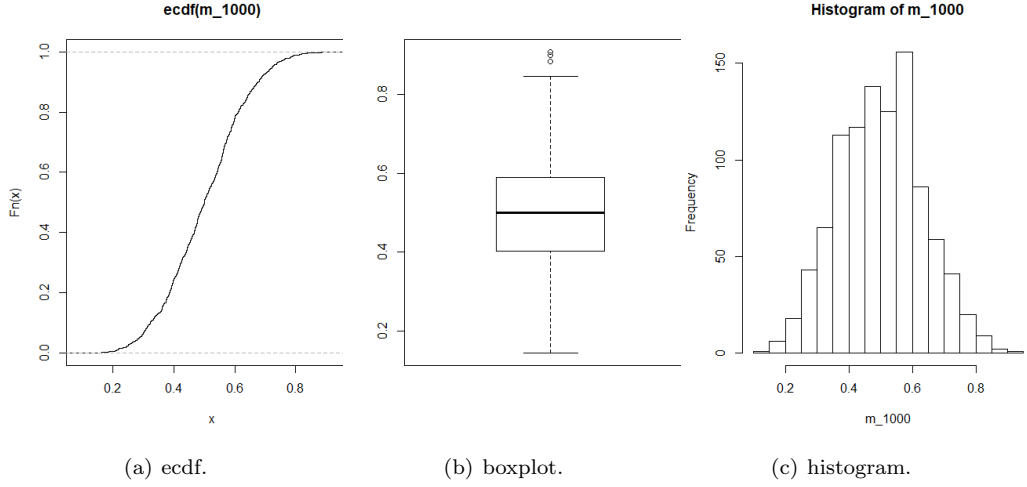 ecdf(m_1000)
Fn(x)
1.0
0.8
0.6
0.4
0.2
0.0
0.2 0.4 0.6 0.8
x
(a) ecdf.
0.8
0.6
0.4
0.2
(b) boxplot.
Histogram of m_1000
Frequency
150
100
50
0
0.2 0.4 0.6 0.8
m_1000
(c) histogram.